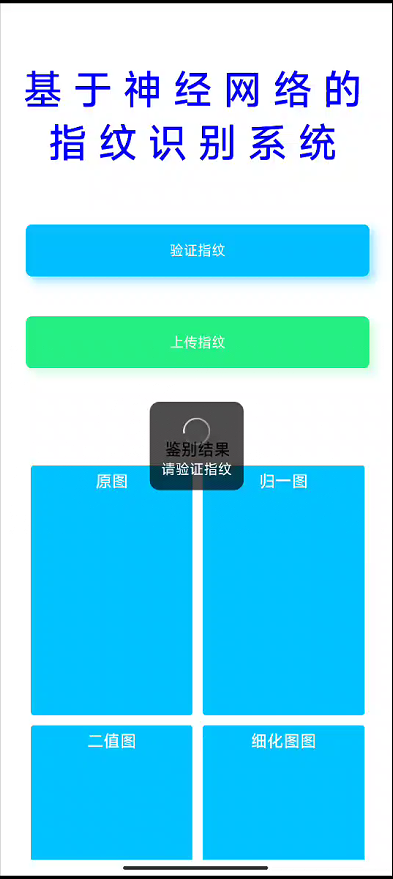 基于神经网络的
指纹识别系统
验证指纹
上传指纹
鉴别结果
请验证指纹
原图
归一图
二值图
细化图图